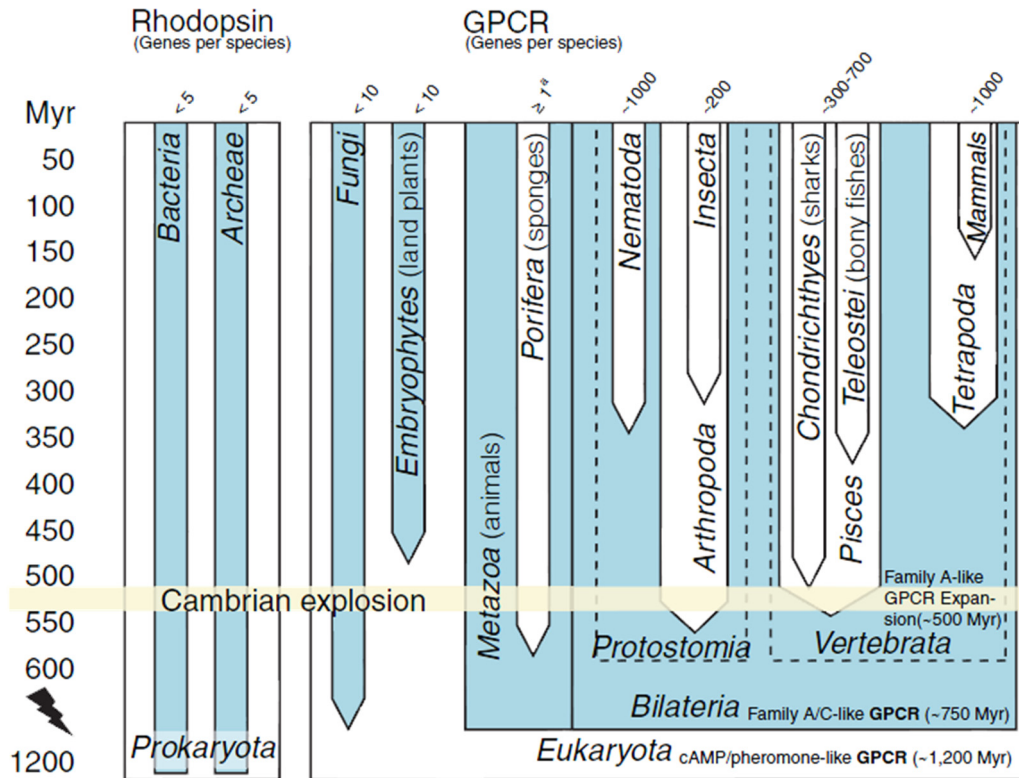 Rhodopsin
(Genes per species)
GPCR
(Genes per species)
Myr
< 5
< 5
< 10
< 10
≥ 1ª
~1000
~200
~300-700
~1000
50
100
150
200
250
300
350
400
450
500
550
600
1200
Bacteria
Archeae
Fungi
Embryophytes (land plants)
Metazoa (animals)
Porifera (sponges)
Nematoda
Insecta
Arthropoda
Chondrichthyes (sharks)
Teleostei (bony fishes)
Pisces
Mammals
Tetrapoda
Cambrian explosion
Family A-like
GPCR Expan-
sion(~500 Myr)
Protostomia
Vertebrata
Bilateria Family A/C-like GPCR (~750 Myr)
Prokaryota
Eukaryota cAMP/pheromone-like GPCR (~1,200 Myr)